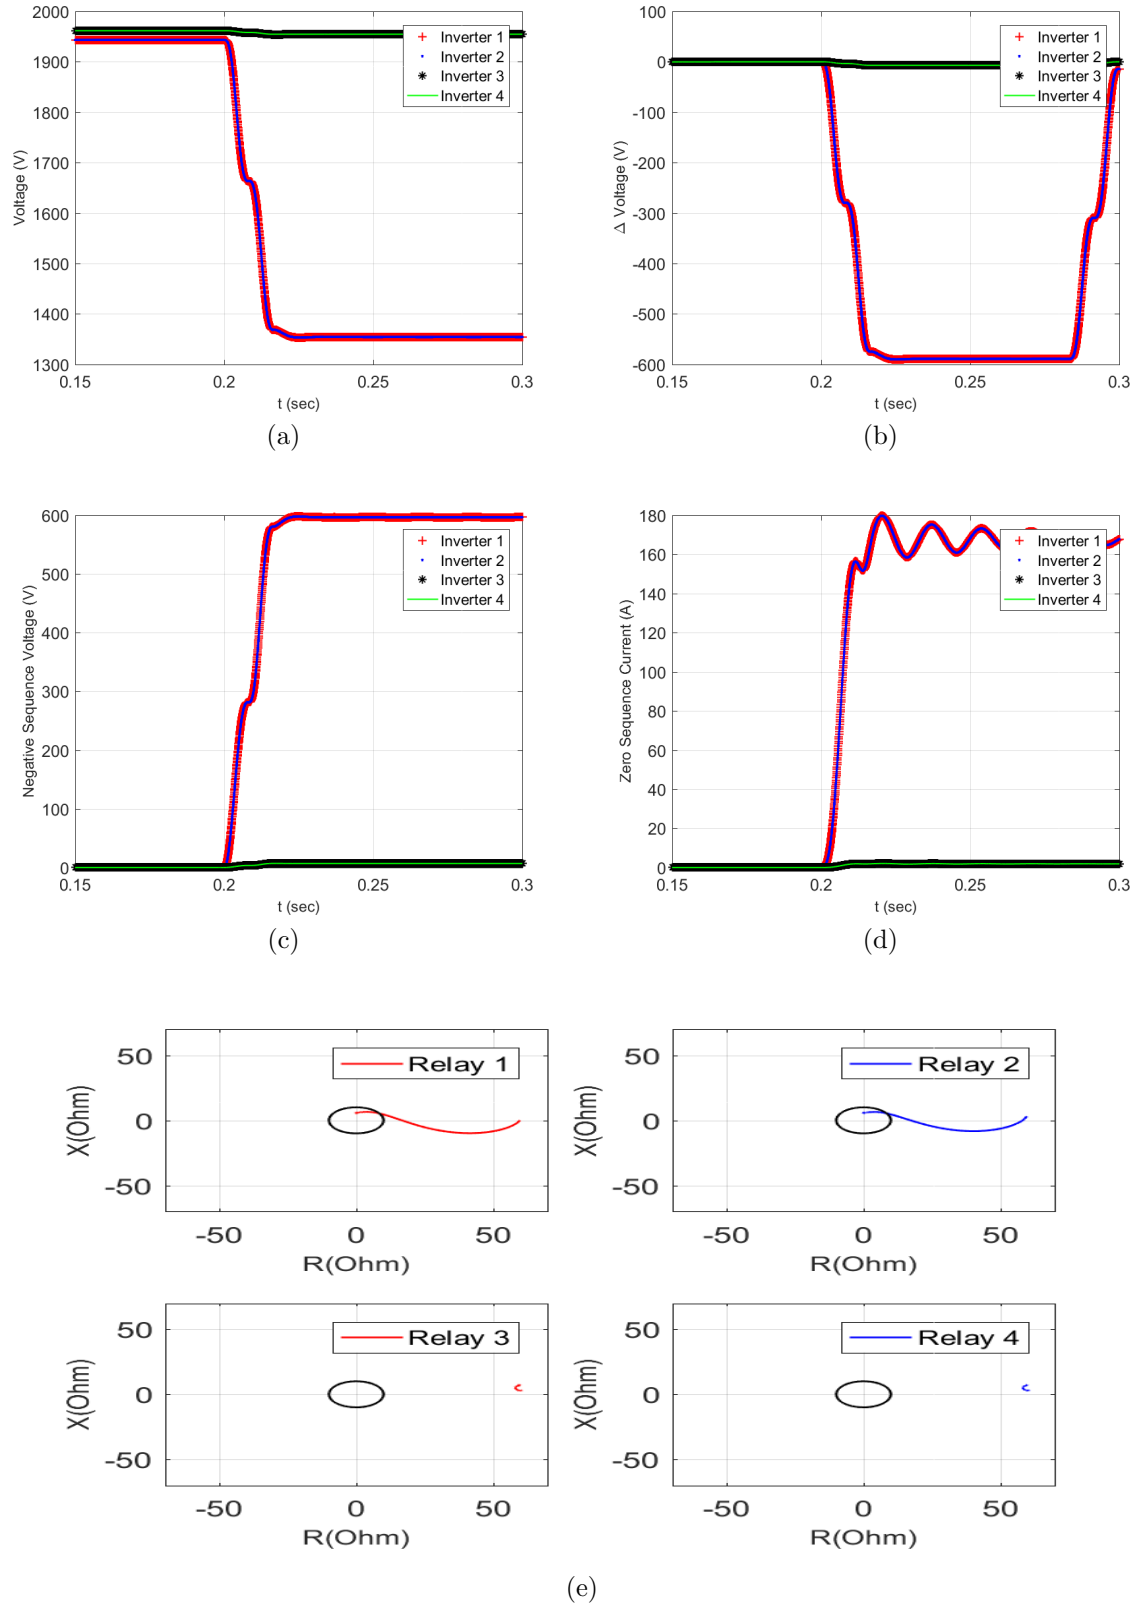 2000
1900
1800
1700
1600
1500
1400
1300
Voltage (V)
0.15 0.2 0.25 0.3
t (sec)
Inverter 1
Inverter 2
Inverter 3
Inverter 4
(a)
100
0
-100
-200
-300
-400
-500
-600
Δ Voltage (V)
0.15 0.2 0.25 0.3
t (sec)
Inverter 1
Inverter 2
Inverter 3
Inverter 4
(b)
600
500
400
300
200
100
0
Negative Sequence Voltage (V)
0.15 0.2 0.25 0.3
t (sec)
Inverter 1
Inverter 2
Inverter 3
Inverter 4
(c)
180
160
140
120
100
80
60
40
20
0
Zero Sequence Current (A)
0.15 0.2 0.25 0.3
t (sec)
Inverter 1
Inverter 2
Inverter 3
Inverter 4
(d)
50
0
-50
X(Ohm)
-50 0 50
R(Ohm)
Relay 1
50
0
-50
X(Ohm)
-50 0 50
R(Ohm)
Relay 2
50
0
-50
X(Ohm)
-50 0 50
R(Ohm)
Relay 3
50
0
-50
X(Ohm)
-50 0 50
R(Ohm)
Relay 4
(e)